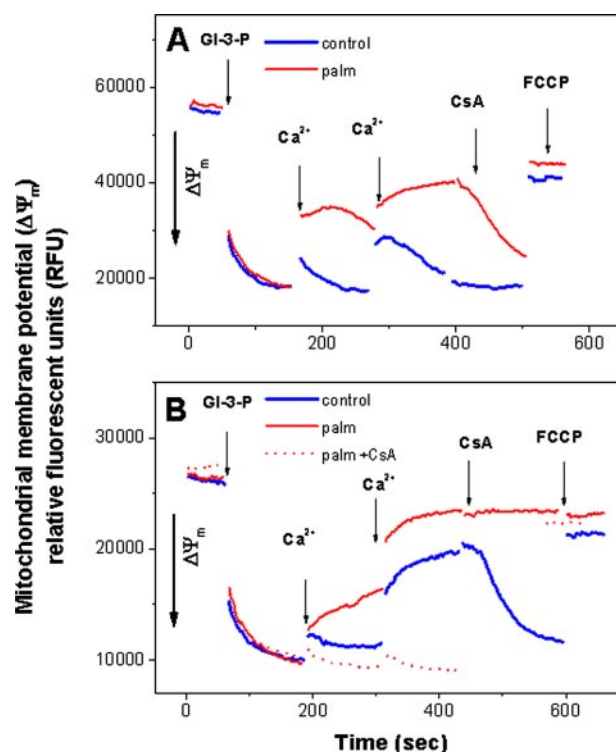 Mitochondrial membrane potential (ΔΨm)
relative fluorescent units (RFU)
A
Gl-3-P
control
palm
Ca²⁺
Ca²⁺
CsA
FCCP
ΔΨm
60000
40000
20000
0
200
400
600
B
Gl-3-P
control
palm
palm +CsA
Ca²⁺
Ca²⁺
CsA
FCCP
ΔΨm
30000
20000
10000
0
200
400
600
Time (sec)